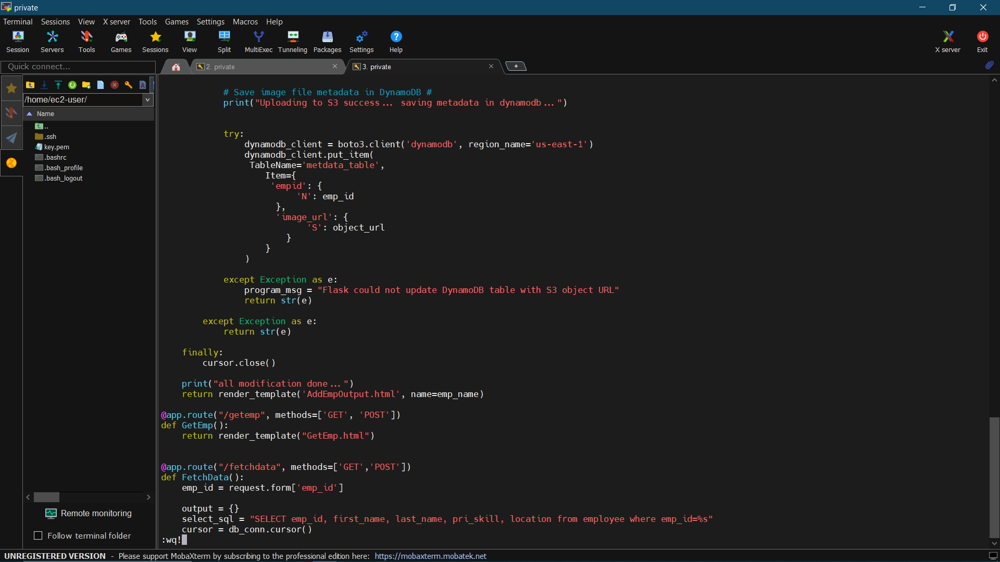 private
Terminal Sessions View X server Tools Games Settings Macros Help
Session Servers Tools Games Sessions View Split MultiExec Tunneling Packages Settings Help X server Exit
Quick connect...
2. private
3. private
/home/ec2-user/
Name
..
.ssh
key.pem
.bashrc
.bash_profile
.bash_logout
Remote monitoring
Follow terminal folder
# Save image file metadata in DynamoDB #
print("Uploading to S3 success... saving metadata in dynamodb...")
try:
dynamodb_client = boto3.client('dynamodb', region_name='us-east-1')
dynamodb_client.put_item(
TableName='metdata_table',
Item={
'empid': {
'N': emp_id
},
'image_url': {
'S': object_url
}
}
)
except Exception as e:
program_msg = "Flask could not update DynamoDB table with S3 object URL"
return str(e)
except Exception as e:
return str(e)
finally:
cursor.close()
print("all modification done...")
return render_template('AddEmpOutput.html', name=emp_name)
@app.route("/getemp", methods=['GET', 'POST'])
def GetEmp():
return render_template("GetEmp.html")
@app.route("/fetchdata", methods=['GET','POST'])
def FetchData():
emp_id = request.form['emp_id']
output = {}
select_sql = "SELECT emp_id, first_name, last_name, pri_skill, location from employee where emp_id=%s"
cursor = db_conn.cursor()
:wq!
UNREGISTERED VERSION - Please support MobaXterm by subscribing to the professional edition here: https://mobaxterm.mobatek.net